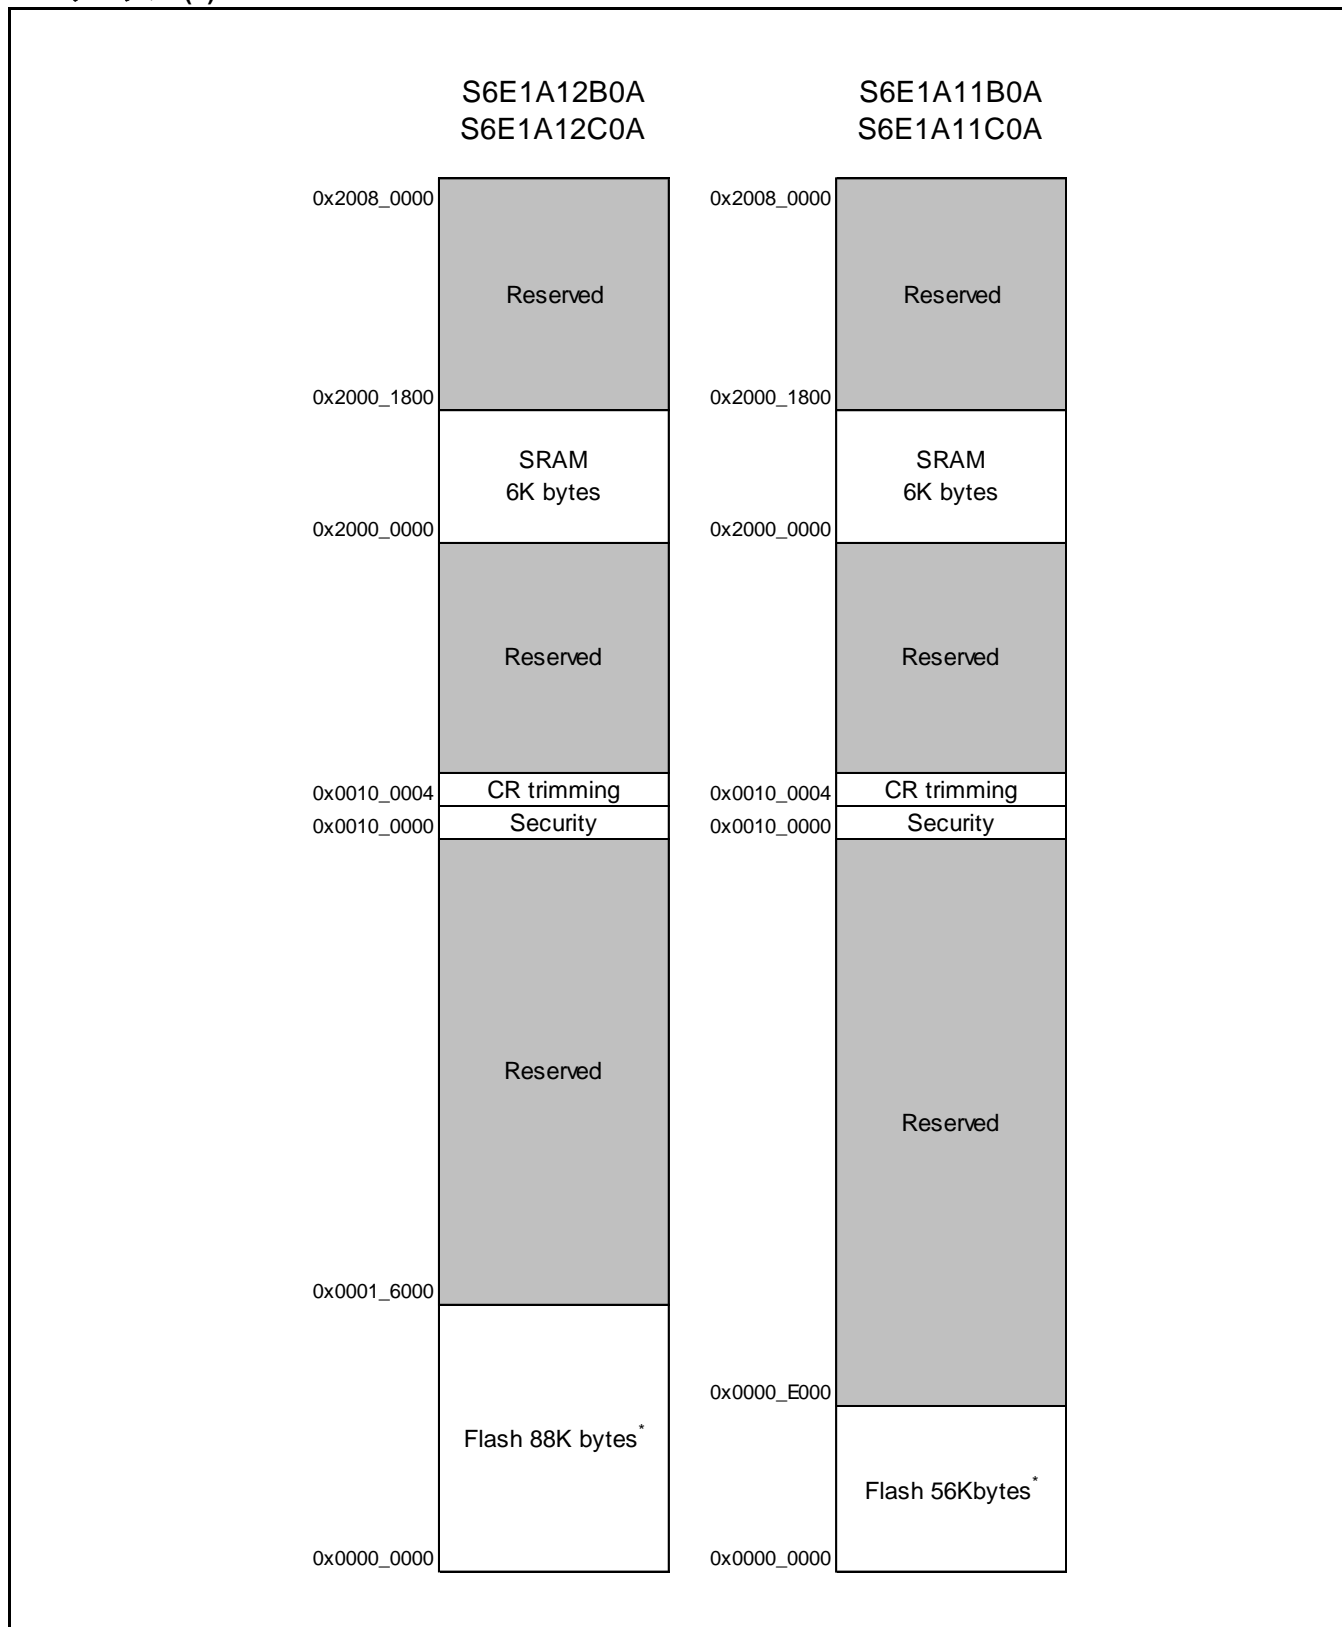 S6E1A12B0A
S6E1A12C0A
0x2008_0000
Reserved
0x2000_1800
SRAM
6K bytes
0x2000_0000
Reserved
0x0010_0004
CR trimming
0x0010_0000
Security
Reserved
0x0001_6000
Flash 88K bytes*
0x0000_0000
S6E1A11B0A
S6E1A11C0A
0x2008_0000
Reserved
0x2000_1800
SRAM
6K bytes
0x2000_0000
Reserved
0x0010_0004
CR trimming
0x0010_0000
Security
Reserved
0x0000_E000
Flash 56Kbytes*
0x0000_0000